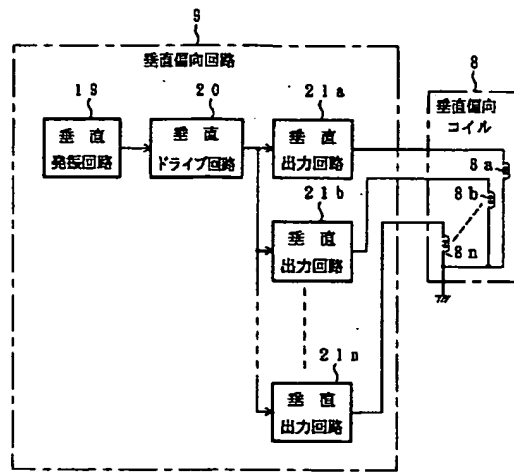 9
垂直偏向回路
19
垂直
発振回路
20
垂直
ドライブ回路
21a
垂直
出力回路
21b
垂直
出力回路
21n
垂直
出力回路
8
垂直偏向
コイル
8a
8b
8n